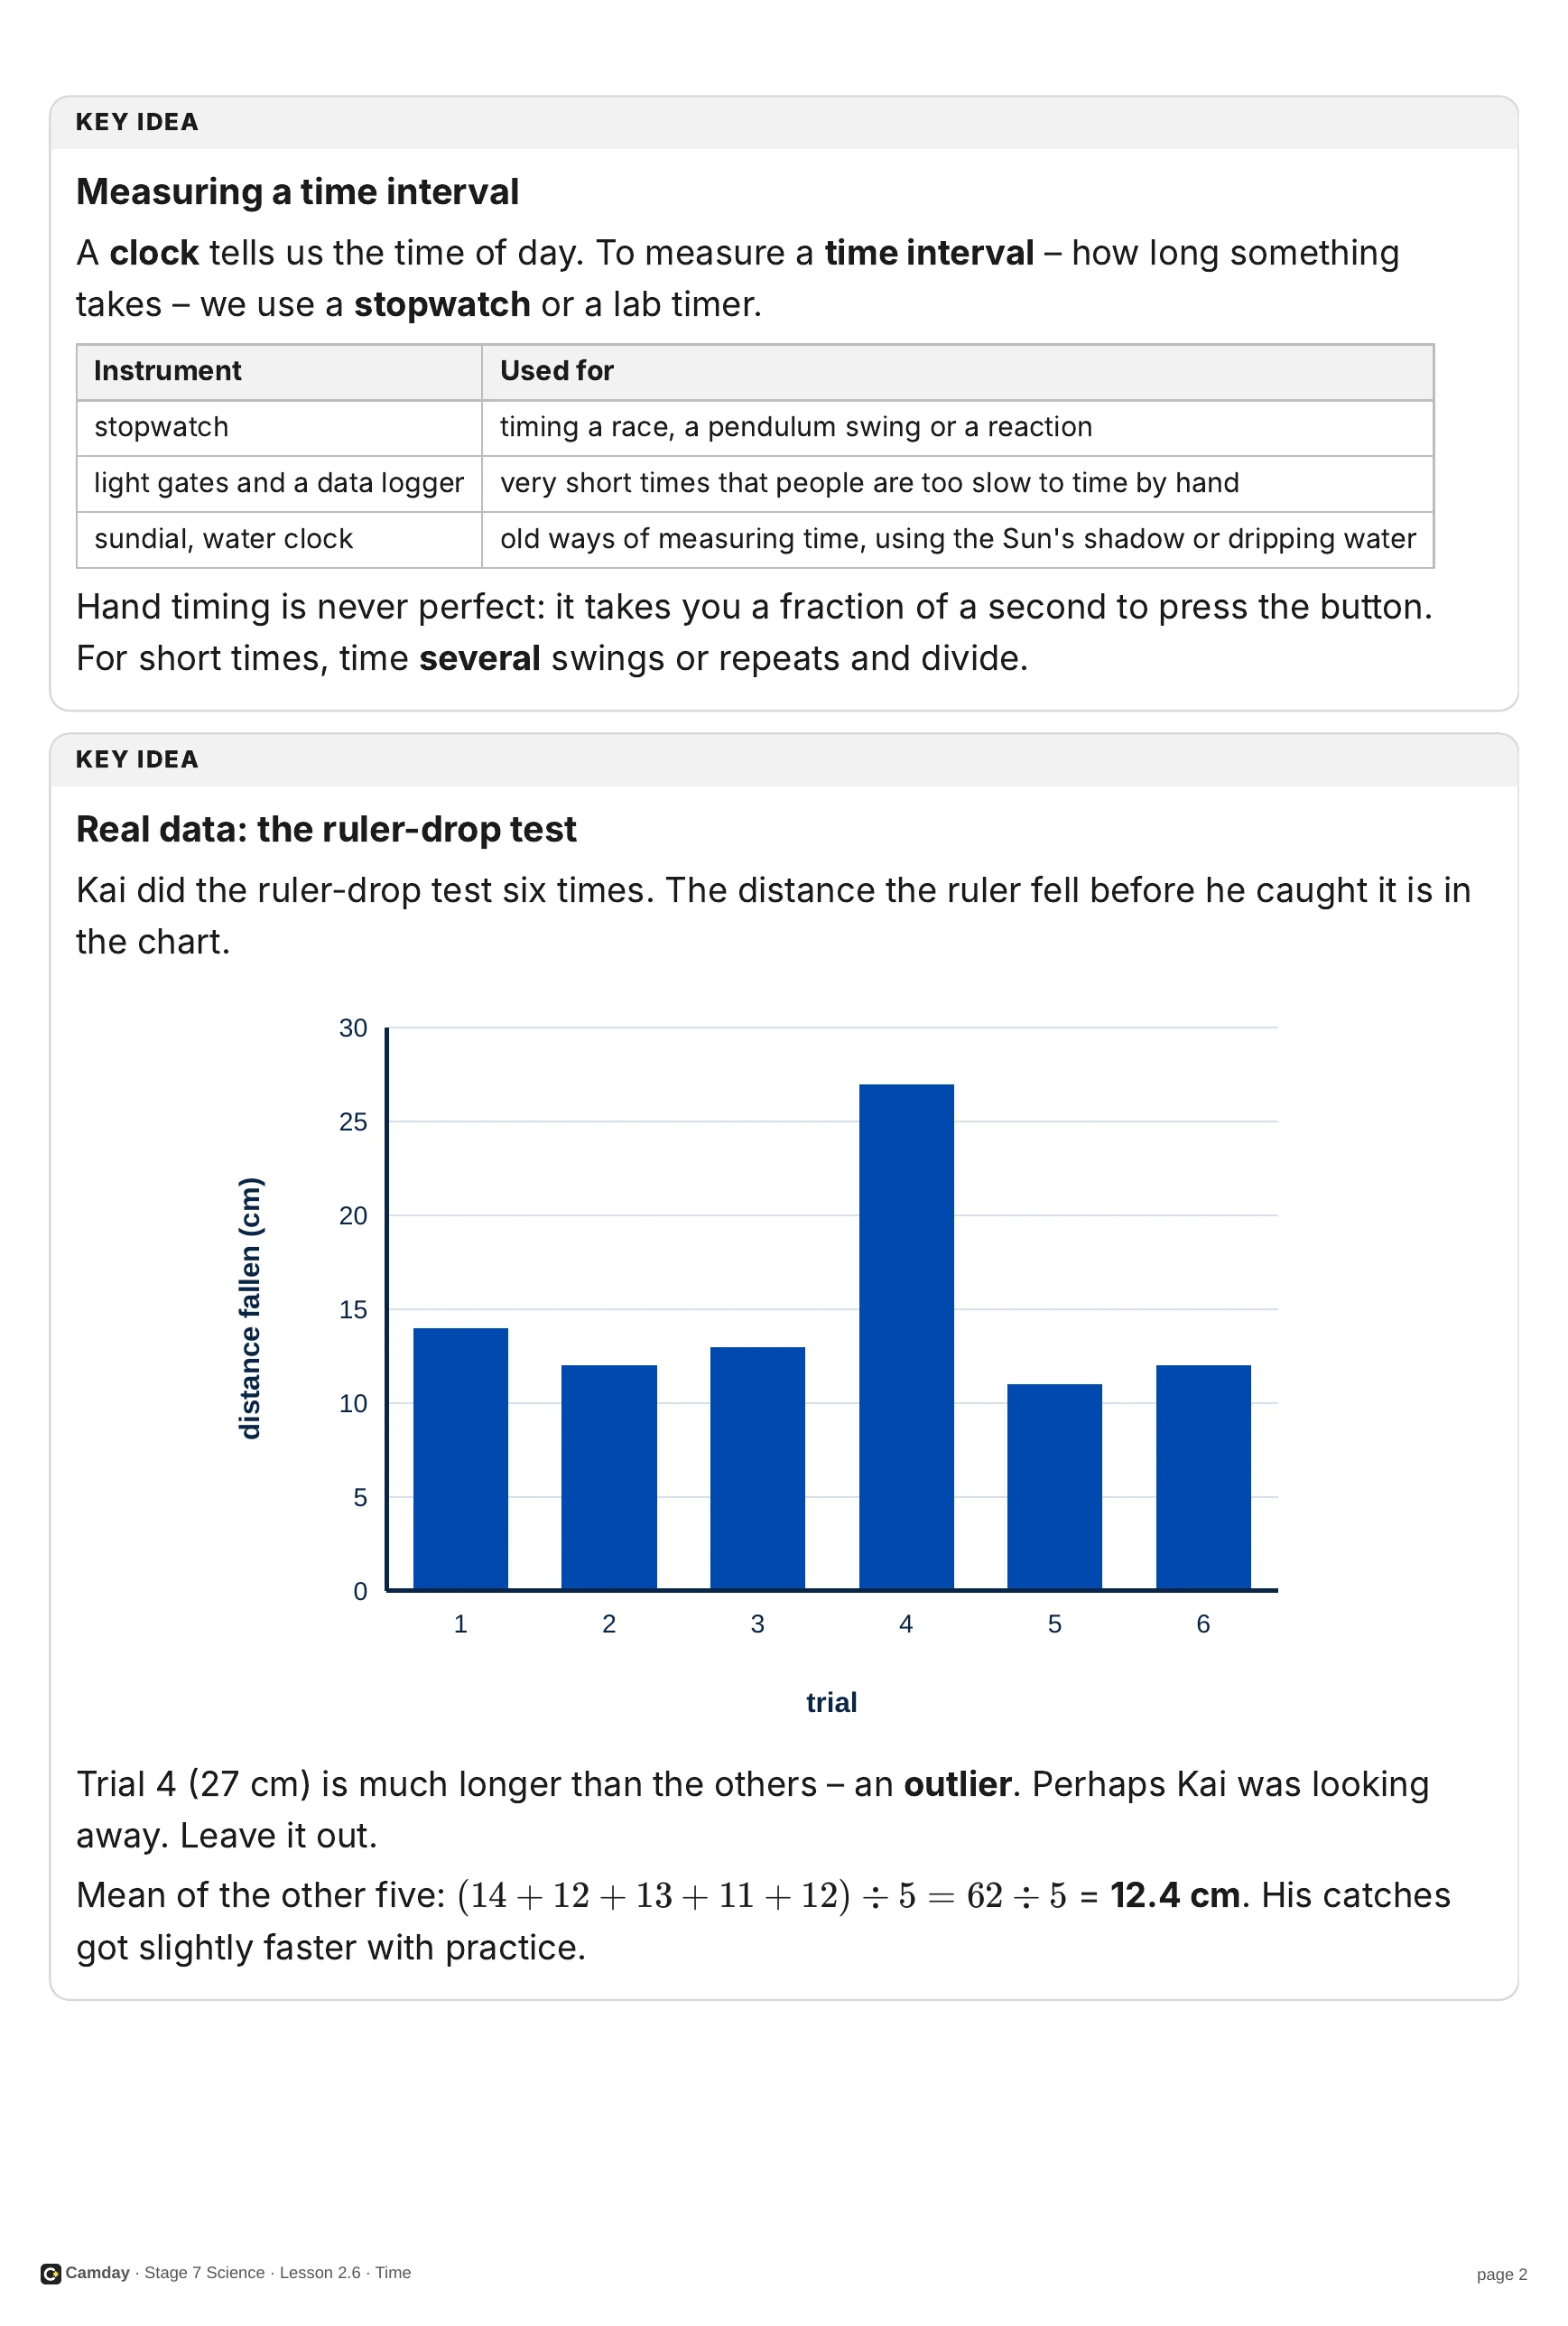 KEY IDEA
Measuring a time interval
A clock tells us the time of day. To measure a time interval – how long something
takes – we use a stopwatch or a lab timer.
Instrument Used for
stopwatch timing a race, a pendulum swing or a reaction
light gates and a data logger very short times that people are too slow to time by hand
sundial, water clock old ways of measuring time, using the Sun's shadow or dripping water
Hand timing is never perfect: it takes you a fraction of a second to press the button.
For short times, time several swings or repeats and divide.
KEY IDEA
Real data: the ruler-drop test
Kai did the ruler-drop test six times. The distance the ruler fell before he caught it is in
the chart.
30
25
20
15
10
5
0
distance fallen (cm)
1 2 3 4 5 6
trial
Trial 4 (27 cm) is much longer than the others – an outlier. Perhaps Kai was looking
away. Leave it out.
Mean of the other five: (14 + 12 + 13 + 11 + 12) ÷ 5 = 62 ÷ 5 = 12.4 cm. His catches
got slightly faster with practice.
Camday · Stage 7 Science · Lesson 2.6 · Time
page 2